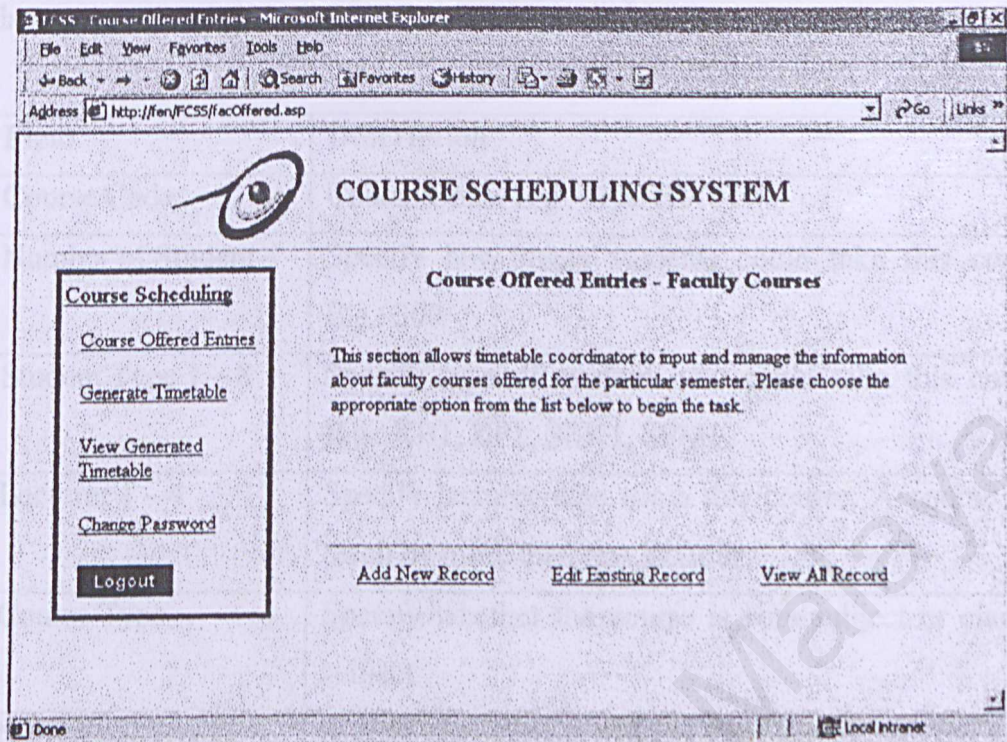 FCSS - Course Offered Entries - Microsoft Internet Explorer
File Edit View Favorites Tools Help
Back Search Favorites History
Address http://fen/FCSS/facOffered.asp Go Links »
COURSE SCHEDULING SYSTEM
Course Scheduling
Course Offered Entries
Generate Timetable
View Generated
Timetable
Change Password
Logout
Course Offered Entries - Faculty Courses
This section allows timetable coordinator to input and manage the information
about faculty courses offered for the particular semester. Please choose the
appropriate option from the list below to begin the task.
Add New Record Edit Existing Record View All Record
Done Local intranet
Malaya